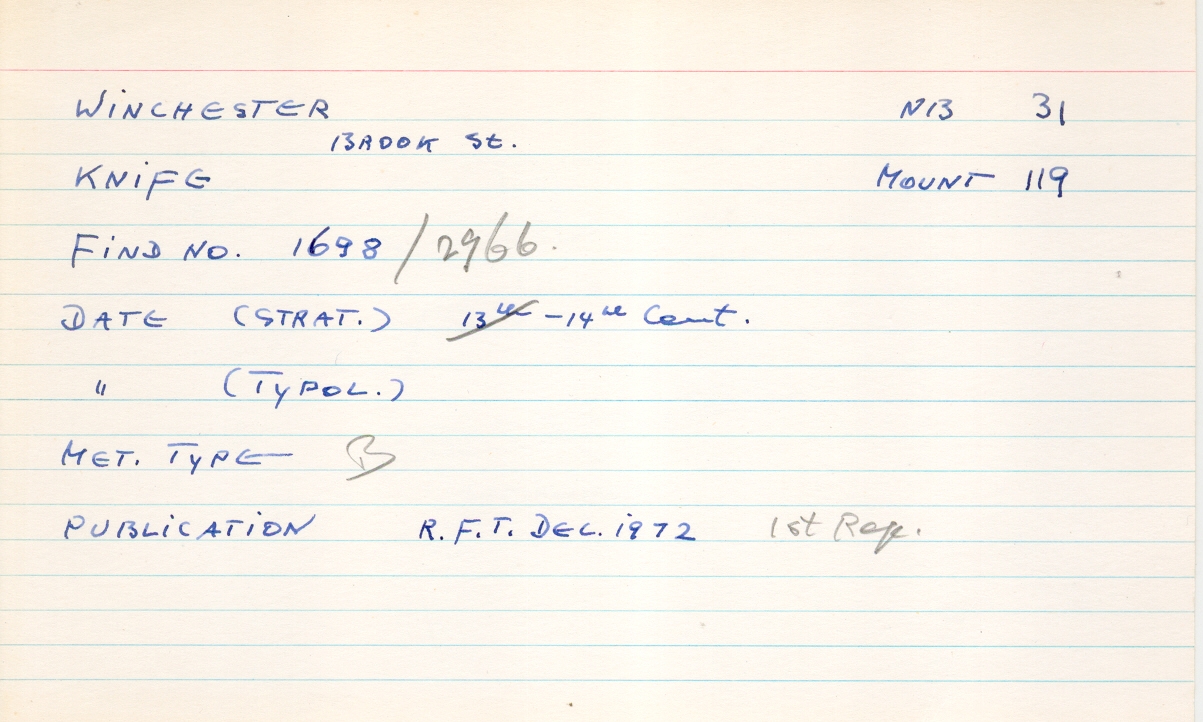 WINCHESTER NB 31
BROOK St.
KNIFE MOUNT 119
FIND NO. 1698 / 2966.
DATE (STRAT.) 13th – 14th Cent.
" (TYPOL.)
MET. TYPE B
PUBLICATION R.F.T. DEC. 1972 1st Rep.